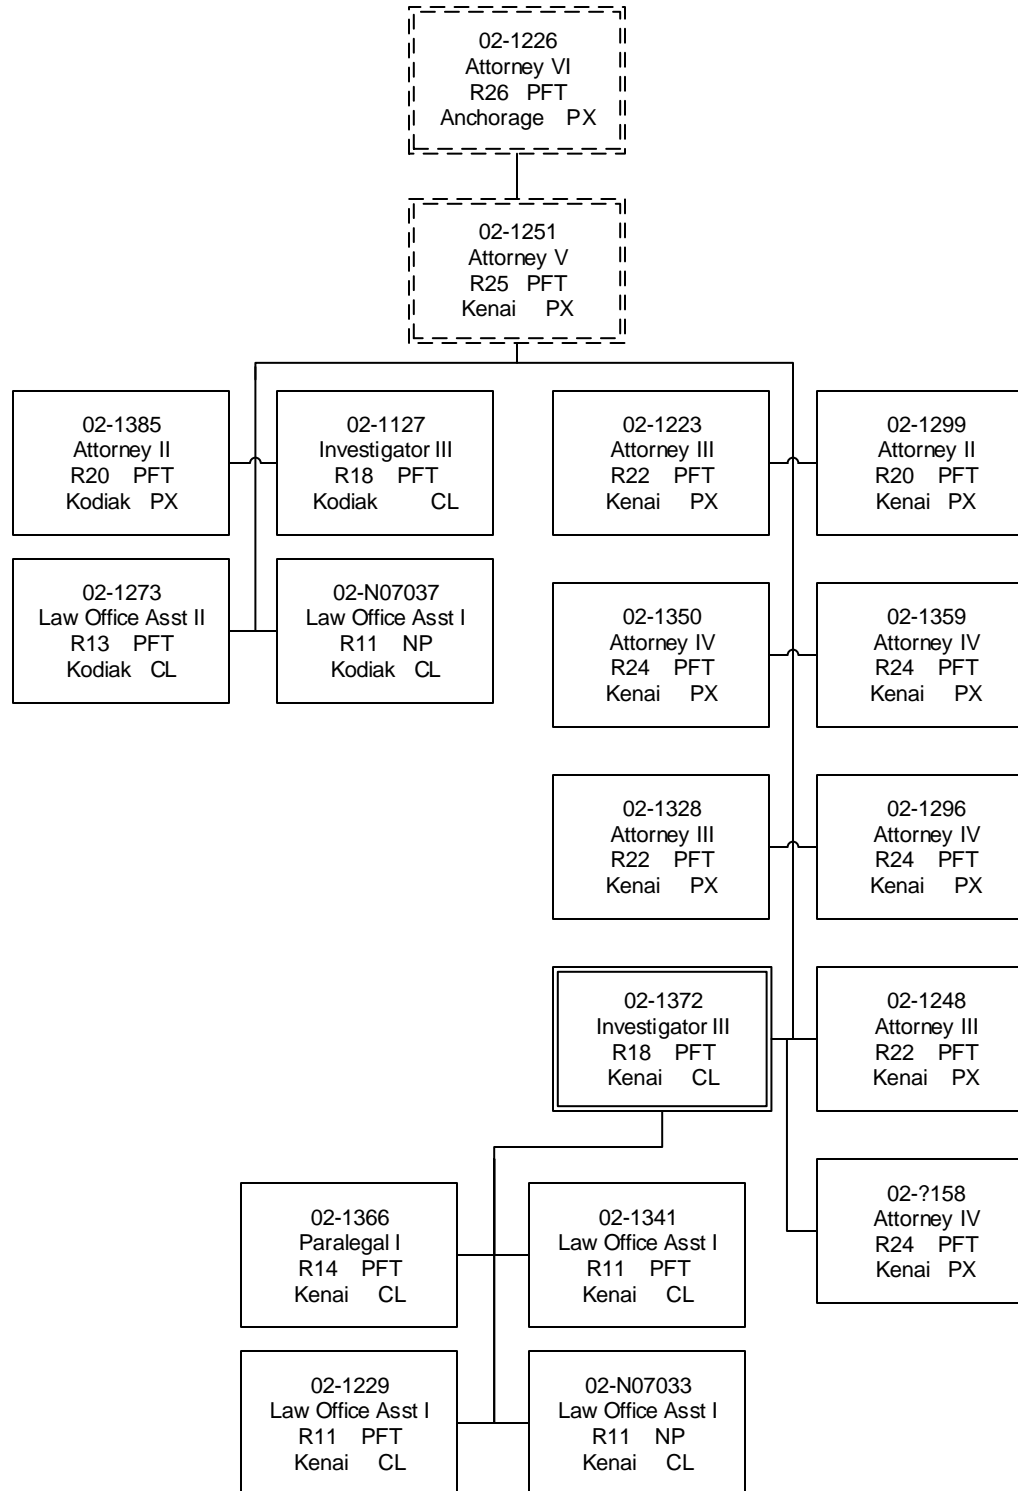 02-1226
Attorney VI
R26 PFT
Anchorage PX
02-1251
Attorney V
R25 PFT
Kenai PX
02-1385
Attorney II
R20 PFT
Kodiak PX
02-1127
Investigator III
R18 PFT
Kodiak CL
02-1223
Attorney III
R22 PFT
Kenai PX
02-1299
Attorney II
R20 PFT
Kenai PX
02-1273
Law Office Asst II
R13 PFT
Kodiak CL
02-N07037
Law Office Asst I
R11 NP
Kodiak CL
02-1350
Attorney IV
R24 PFT
Kenai PX
02-1359
Attorney IV
R24 PFT
Kenai PX
02-1328
Attorney III
R22 PFT
Kenai PX
02-1296
Attorney IV
R24 PFT
Kenai PX
02-1372
Investigator III
R18 PFT
Kenai CL
02-1248
Attorney III
R22 PFT
Kenai PX
02-?158
Attorney IV
R24 PFT
Kenai PX
02-1366
Paralegal I
R14 PFT
Kenai CL
02-1341
Law Office Asst I
R11 PFT
Kenai CL
02-1229
Law Office Asst I
R11 PFT
Kenai CL
02-N07033
Law Office Asst I
R11 NP
Kenai CL